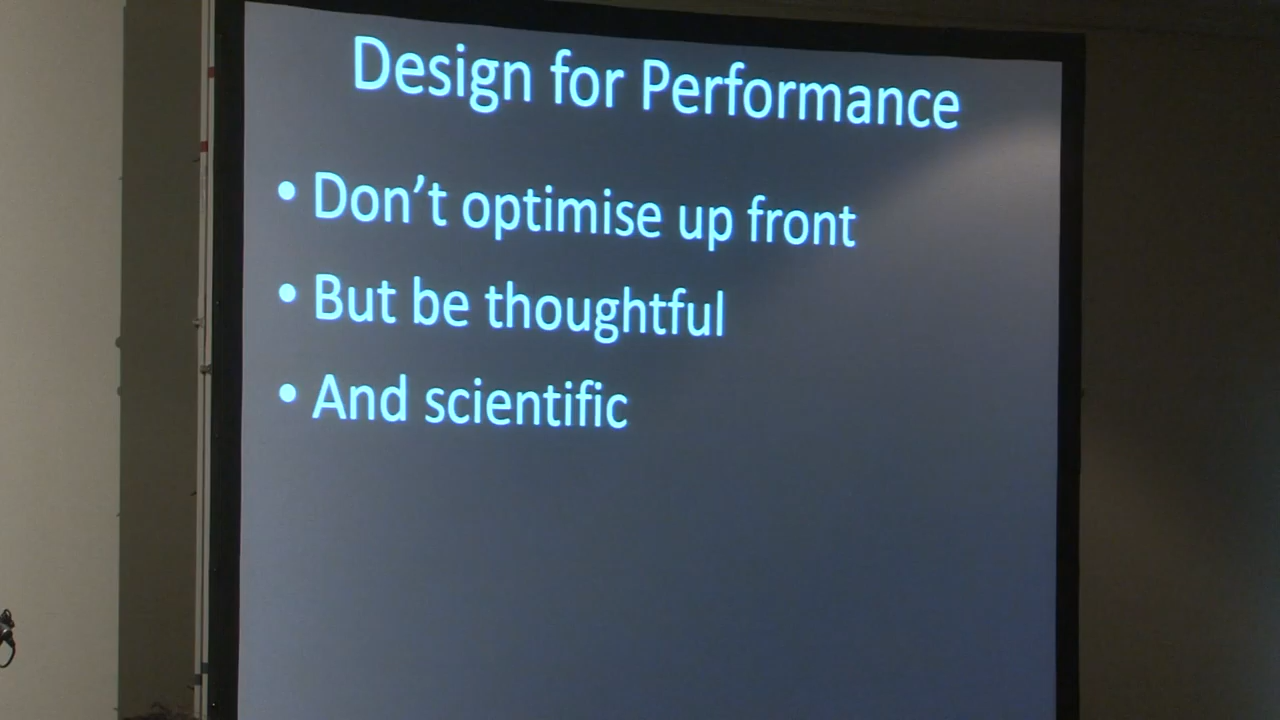 Design for Performance
• Don't optimise up front
• But be thoughtful
• And scientific